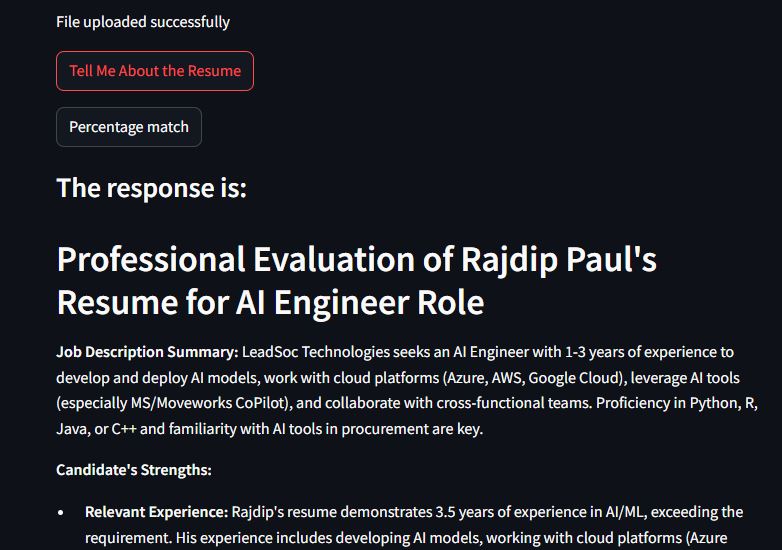 File uploaded successfully
Tell Me About the Resume
Percentage match
The response is:
Professional Evaluation of Rajdip Paul's
Resume for AI Engineer Role
Job Description Summary: LeadSoc Technologies seeks an AI Engineer with 1-3 years of experience to
develop and deploy AI models, work with cloud platforms (Azure, AWS, Google Cloud), leverage AI tools
(especially MS/Moveworks CoPilot), and collaborate with cross-functional teams. Proficiency in Python, R,
Java, or C++ and familiarity with AI tools in procurement are key.
Candidate's Strengths:
• Relevant Experience: Rajdip's resume demonstrates 3.5 years of experience in AI/ML, exceeding the
requirement. His experience includes developing AI models, working with cloud platforms (Azure